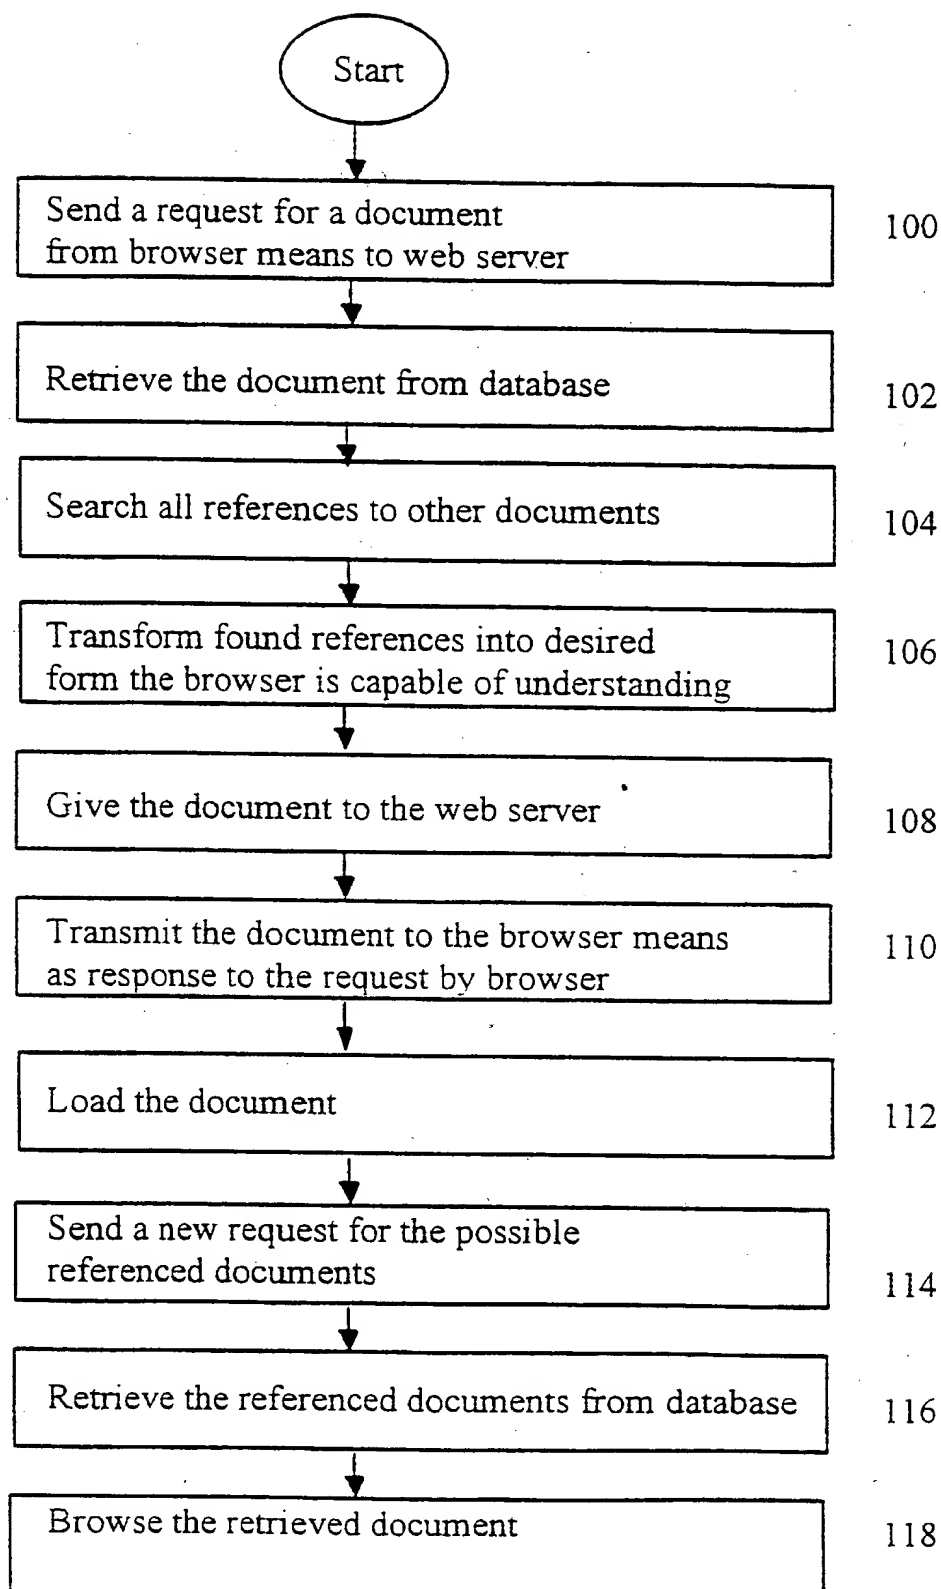 Start
Send a request for a document
from browser means to web server
100
Retrieve the document from database
102
Search all references to other documents
104
Transform found references into desired
form the browser is capable of understanding
106
Give the document to the web server
108
Transmit the document to the browser means
as response to the request by browser
110
Load the document
112
Send a new request for the possible
referenced documents
114
Retrieve the referenced documents from database
116
Browse the retrieved document
118